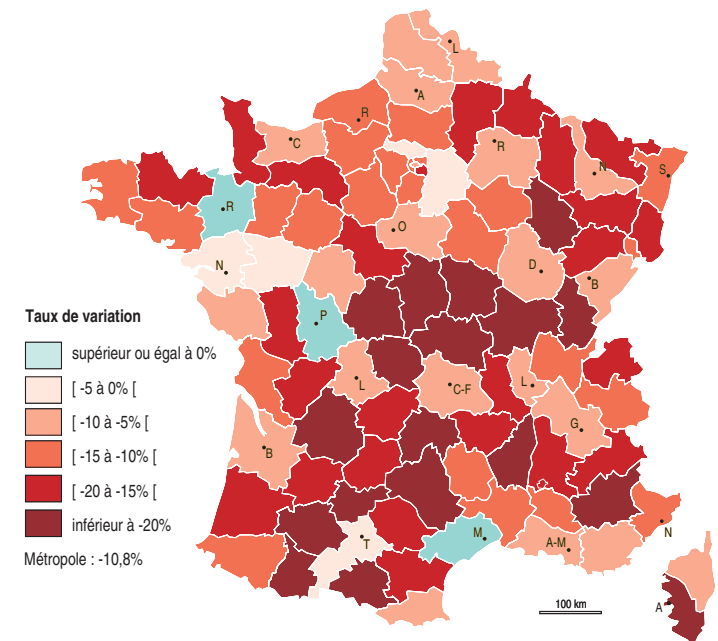 L
A
R
R
C
N
S
R
O
N
D
B
P
Taux de variation
supérieur ou égal à 0%
[ -5 à 0% [
[ -10 à -5% [
[ -15 à -10% [
[ -20 à -15% [
inférieur à -20%
Métropole : -10,8%
L
C-F
L
G
B
T
M
A-M
N
A
100 km